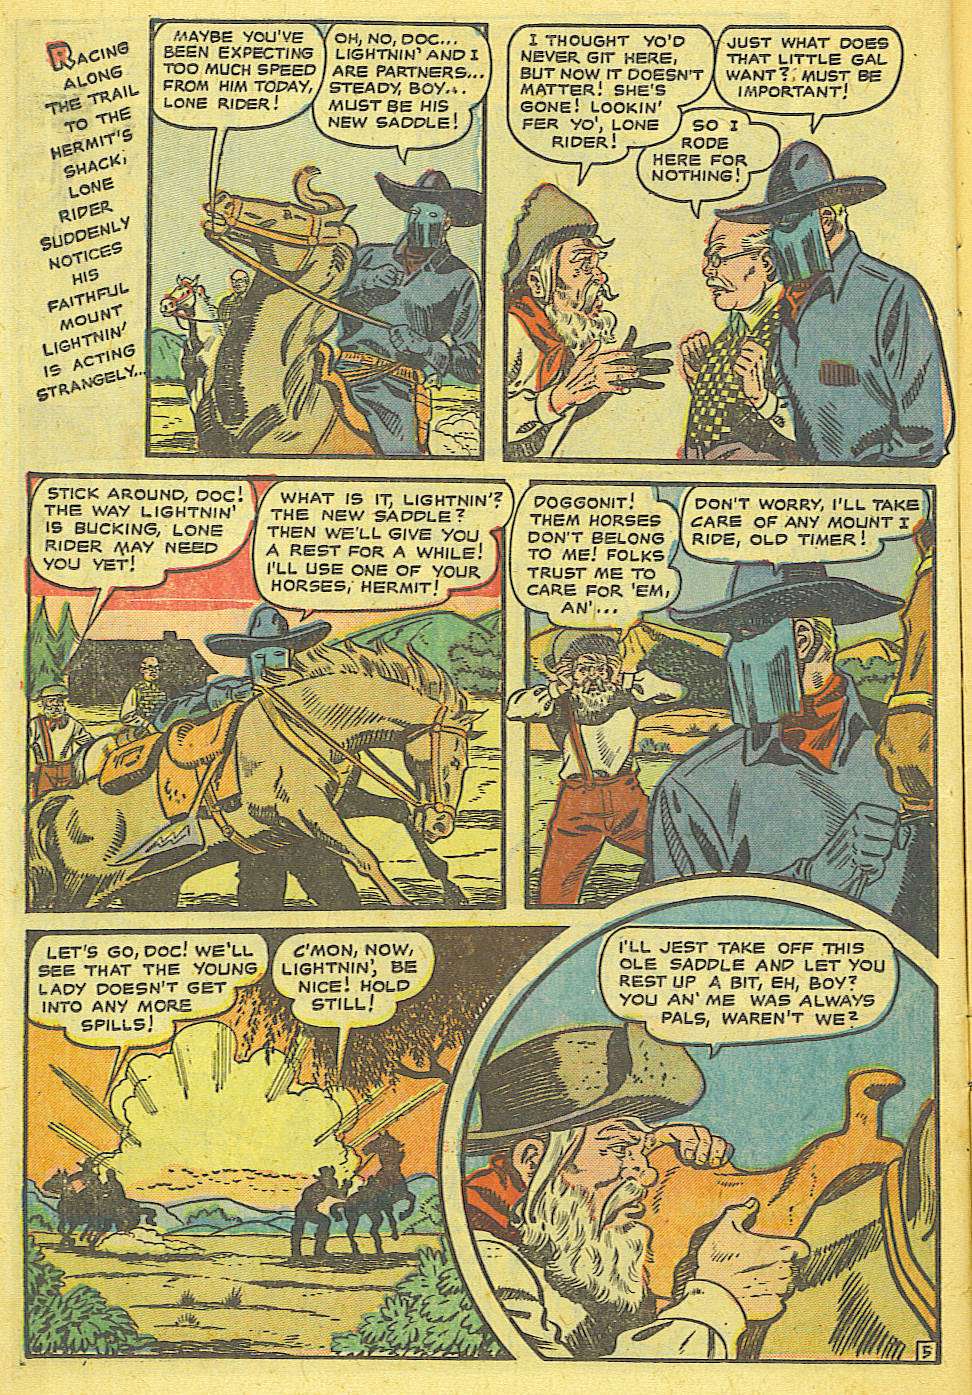 RACING
ALONG
THE TRAIL
TO THE
HERMIT'S
SHACK,
LONE
RIDER
SUDDENLY
NOTICES
HIS
FAITHFUL
MOUNT
LIGHTNIN'
IS ACTING
STRANGELY...
MAYBE YOU'VE
BEEN EXPECTING
TOO MUCH SPEED
FROM HIM TODAY,
LONE RIDER!
OH, NO, DOC...
LIGHTNIN' AND I
ARE PARTNERS...
STEADY, BOY...
MUST BE HIS
NEW SADDLE!
I THOUGHT YO'D
NEVER GIT HERE,
BUT NOW IT DOESN'T
MATTER! SHE'S
GONE! LOOKIN'
FER YO', LONE
RIDER!
SO I
RODE
HERE FOR
NOTHING!
JUST WHAT DOES
THAT LITTLE GAL
WANT? MUST BE
IMPORTANT!
STICK AROUND, DOC!
THE WAY LIGHTNIN'
IS BUCKING, LONE
RIDER MAY NEED
YOU YET!
WHAT IS IT, LIGHTNIN'?
THE NEW SADDLE?
THEN WE'LL GIVE YOU
A REST FOR A WHILE!
I'LL USE ONE OF YOUR
HORSES, HERMIT!
DOGGONIT!
THEM HORSES
DON'T BELONG
TO ME! FOLKS
TRUST ME TO
CARE FOR 'EM,
AN'...
DON'T WORRY, I'LL TAKE
CARE OF ANY MOUNT I
RIDE, OLD TIMER!
LET'S GO, DOC! WE'LL
SEE THAT THE YOUNG
LADY DOESN'T GET
INTO ANY MORE
SPILLS!
C'MON, NOW,
LIGHTNIN', BE
NICE! HOLD
STILL!
I'LL JEST TAKE OFF THIS
OLE SADDLE AND LET YOU
REST UP A BIT, EH, BOY?
YOU AN' ME WAS ALWAYS
PALS, WAREN'T WE?
5